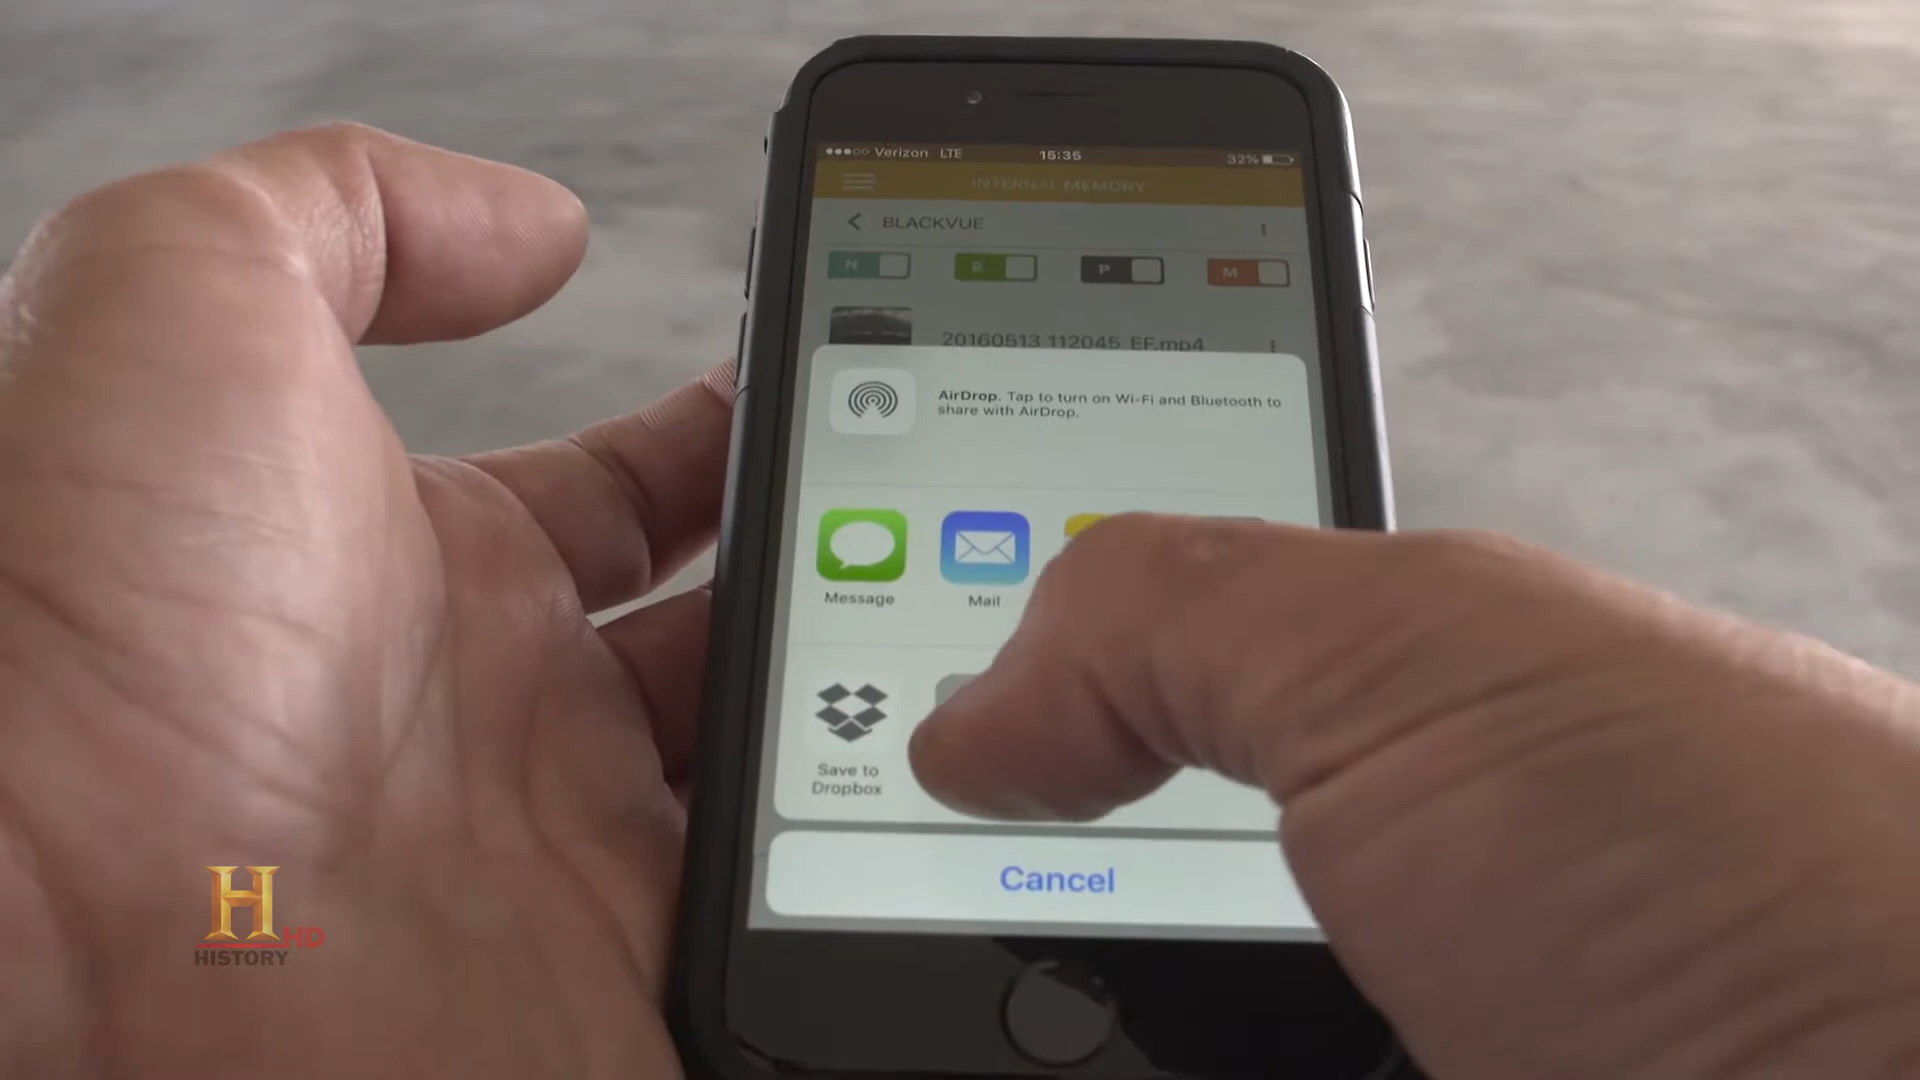 Verizon LTE 15:35 32%
INTERNAL MEMORY
BLACKVUE
N E P M
20160513_112045_EF.mp4
AirDrop. Tap to turn on Wi-Fi and Bluetooth to
share with AirDrop.
Message Mail
Save to
Dropbox
Cancel
H HD
HISTORY